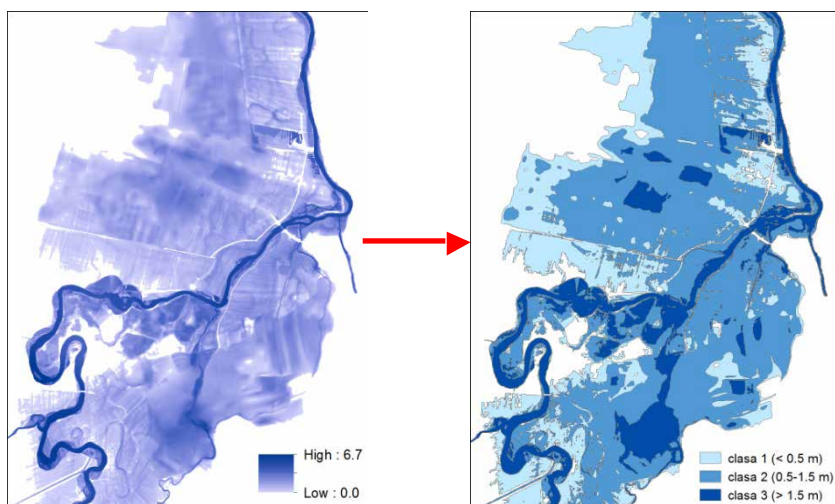 High : 6.7
Low : 0.0
clasa 1 (< 0.5 m)
clasa 2 (0.5-1.5 m)
clasa 3 (> 1.5 m)